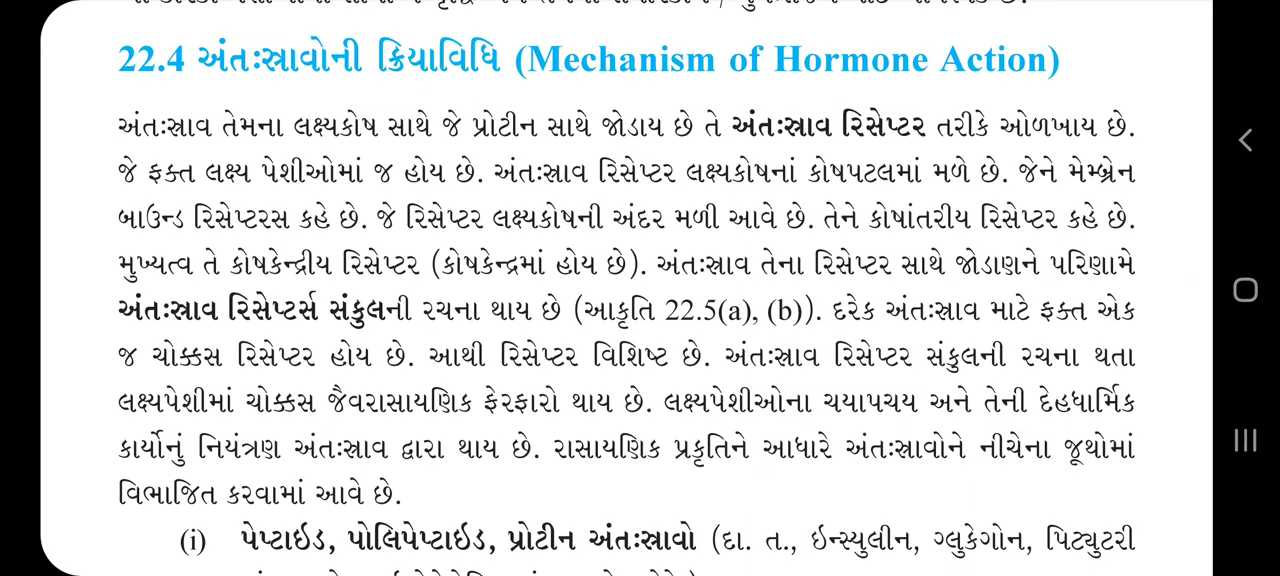 22.4 અંતઃસ્રાવોની ક્રિયાવિધિ (Mechanism of Hormone Action)
અંતઃસ્રાવ તેમના લક્ષ્યકોષ સાથે જે પ્રોટીન સાથે જોડાય છે તે અંતઃસ્રાવ રિસેપ્ટર તરીકે ઓળખાય છે.
જે ફક્ત લક્ષ્ય પેશીઓમાં જ હોય છે. અંતઃસ્રાવ રિસેપ્ટર લક્ષ્યકોષનાં કોષપટલમાં મળે છે. જેને મેમ્બ્રેન
બાઉન્ડ રિસેપ્ટરસ કહે છે. જે રિસેપ્ટર લક્ષ્યકોષની અંદર મળી આવે છે. તેને કોષાંતરીય રિસેપ્ટર કહે છે.
મુખ્યત્વ તે કોષકેન્દ્રીય રિસેપ્ટર (કોષકેન્દ્રમાં હોય છે). અંતઃસ્રાવ તેના રિસેપ્ટર સાથે જોડાણને પરિણામે
અંતઃસ્રાવ રિસેપ્ટર્સ સંકુલની રચના થાય છે (આકૃતિ 22.5(a), (b)). દરેક અંતઃસ્રાવ માટે ફક્ત એક
જ ચોક્કસ રિસેપ્ટર હોય છે. આથી રિસેપ્ટર વિશિષ્ટ છે. અંતઃસ્રાવ રિસેપ્ટર સંકુલની રચના થતા
લક્ષ્યપેશીમાં ચોક્કસ જૈવરાસાયણિક ફેરફારો થાય છે. લક્ષ્યપેશીઓના ચયાપચય અને તેની દેહધાર્મિક
કાર્યોનું નિયંત્રણ અંતઃસ્રાવ દ્વારા થાય છે. રાસાયણિક પ્રકૃતિને આધારે અંતઃસ્રાવોને નીચેના જૂથોમાં
વિભાજિત કરવામાં આવે છે.
(i) પેપ્ટાઇડ, પોલિપેપ્ટાઇડ, પ્રોટીન અંતઃસ્રાવો (દા. ત., ઇન્સ્યુલીન, ગ્લુકેગોન, પિટ્યુટરી